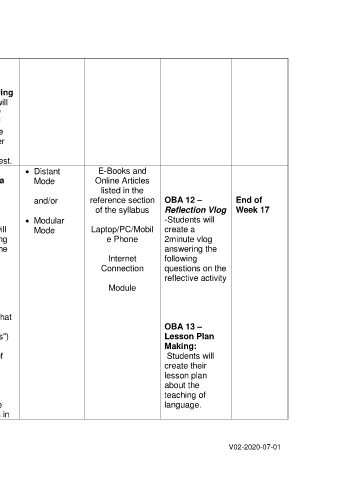 ing
vill
e
er
est.
a
vill
ng
he
hat
s")
of
e
in
• Distant
Mode
and/or
• Modular
Mode
E-Books and
Online Articles
listed in the
reference section
of the syllabus
Laptop/PC/Mobil
e Phone
Internet
Connection
Module
OBA 12 –
Reflection Vlog
-Students will
create a
2minute vlog
answering the
following
questions on the
reflective activity
OBA 13 –
Lesson Plan
Making:
Students will
create their
lesson plan
about the
teaching of
language.
End of
Week 17
V02-2020-07-01